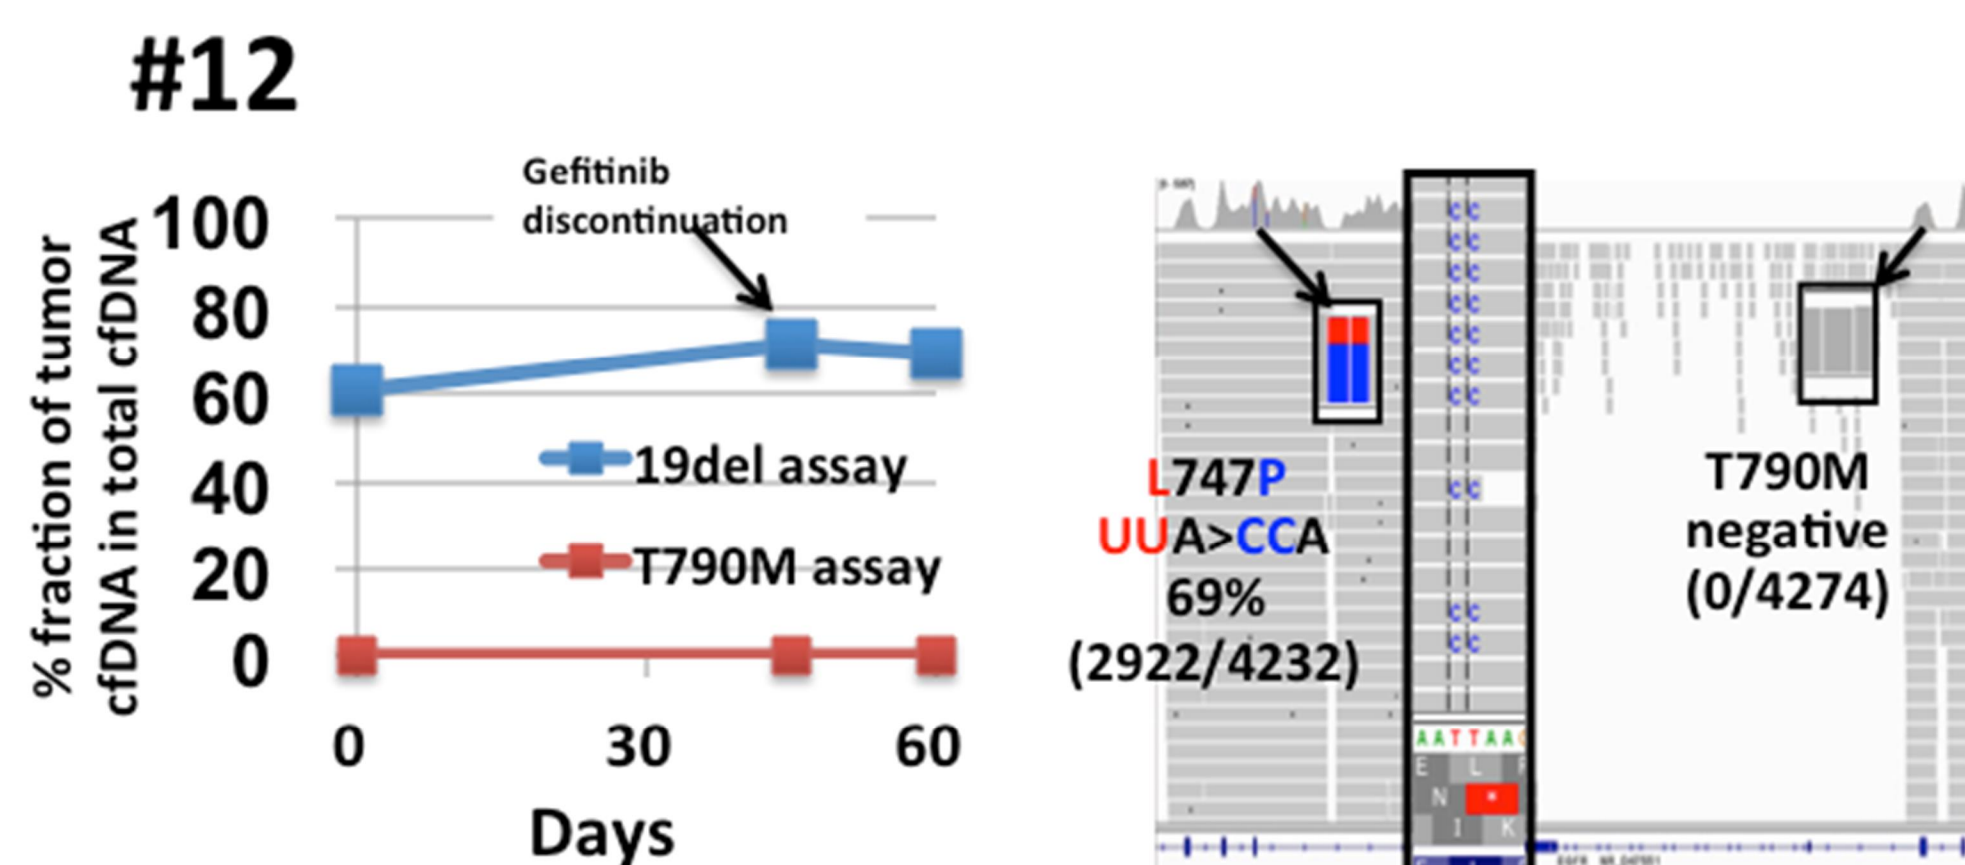 #12
% fraction of tumor
cfDNA in total cfDNA
100
80
60
40
20
0
Gefitinib
discontinuation
19del assay
T790M assay
0 30 60
Days
L747P
UUA>CCA
69%
(2922/4232)
C C
C C
C C
C C
C C
C C
C C
C C
C C
C C
A A T T A A
E L
N *
I K
T790M
negative
(0/4274)